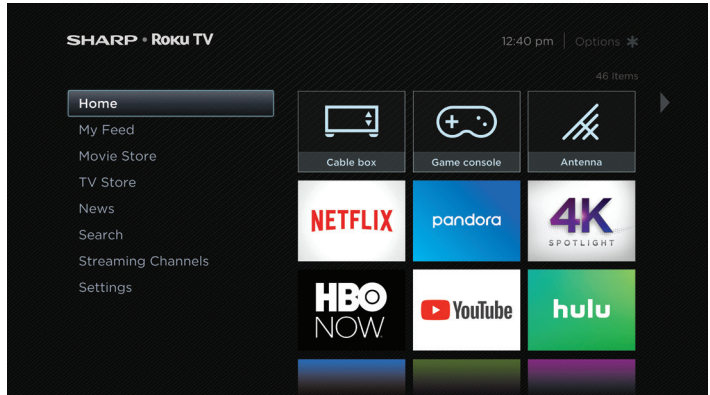 SHARP • ROKU TV
12:40 pm | Options ✱
46 Items
Home
My Feed
Movie Store
TV Store
News
Search
Streaming Channels
Settings
Cable box
Game console
Antenna
NETFLIX
pandora
4K
SPOTLIGHT
HBO
NOW
YouTube
hulu